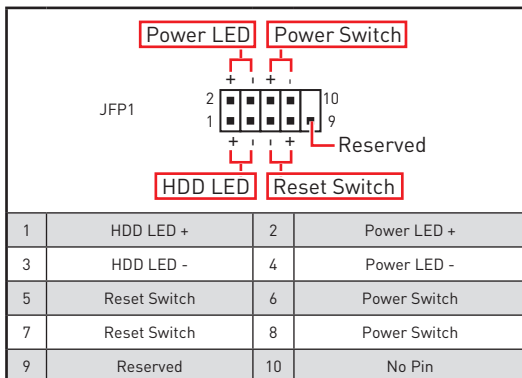 Power LED Power Switch
+ - + -
JFP1
2 10
1 9
+ - - +
Reserved
HDD LED Reset Switch
1 HDD LED + 2 Power LED +
3 HDD LED - 4 Power LED -
5 Reset Switch 6 Power Switch
7 Reset Switch 8 Power Switch
9 Reserved 10 No Pin